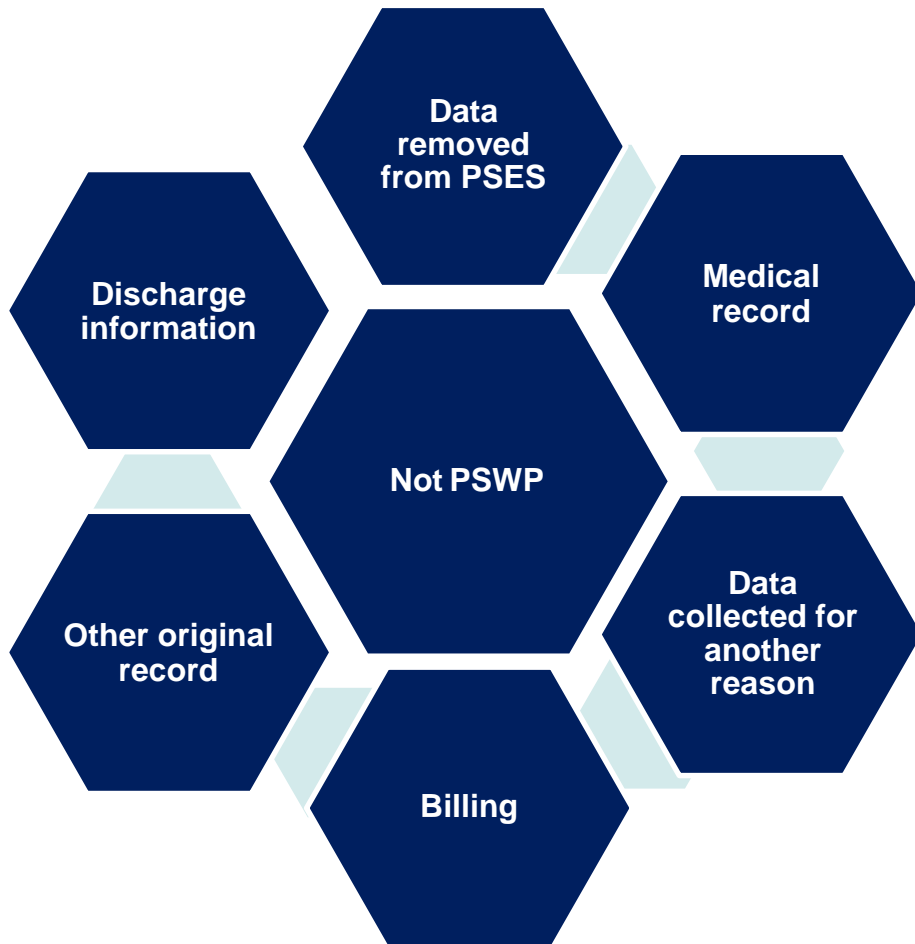 Data
removed
from PSES
Medical
record
Discharge
information
Not PSWP
Data
collected for
another
reason
Other original
record
Billing